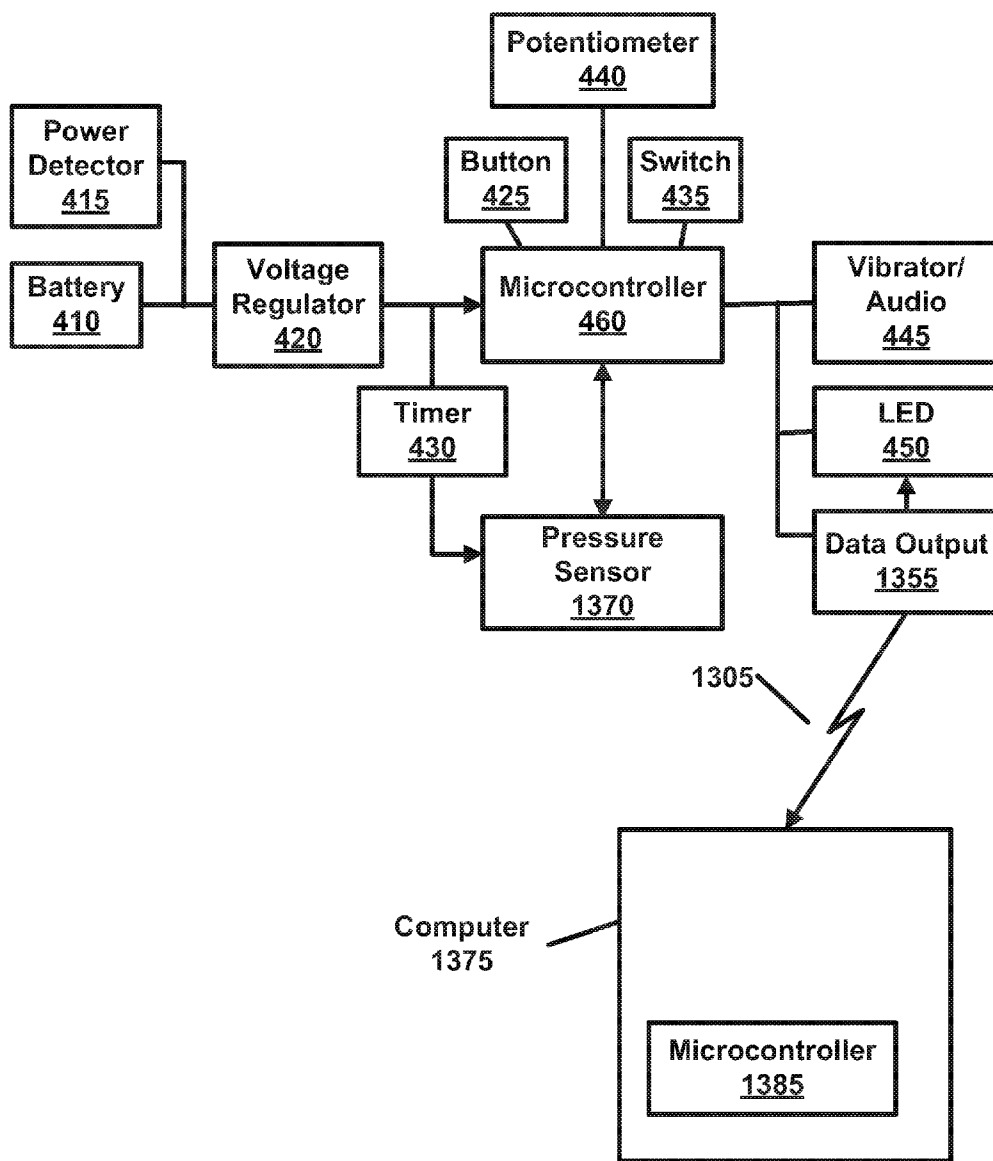 Potentiometer
440
Power
Detector
415
Button
425
Switch
435
Battery
410
Voltage
Regulator
420
Microcontroller
460
Vibrator/
Audio
445
Timer
430
LED
450
Pressure
Sensor
1370
Data Output
1355
1305
Computer
1375
Microcontroller
1385